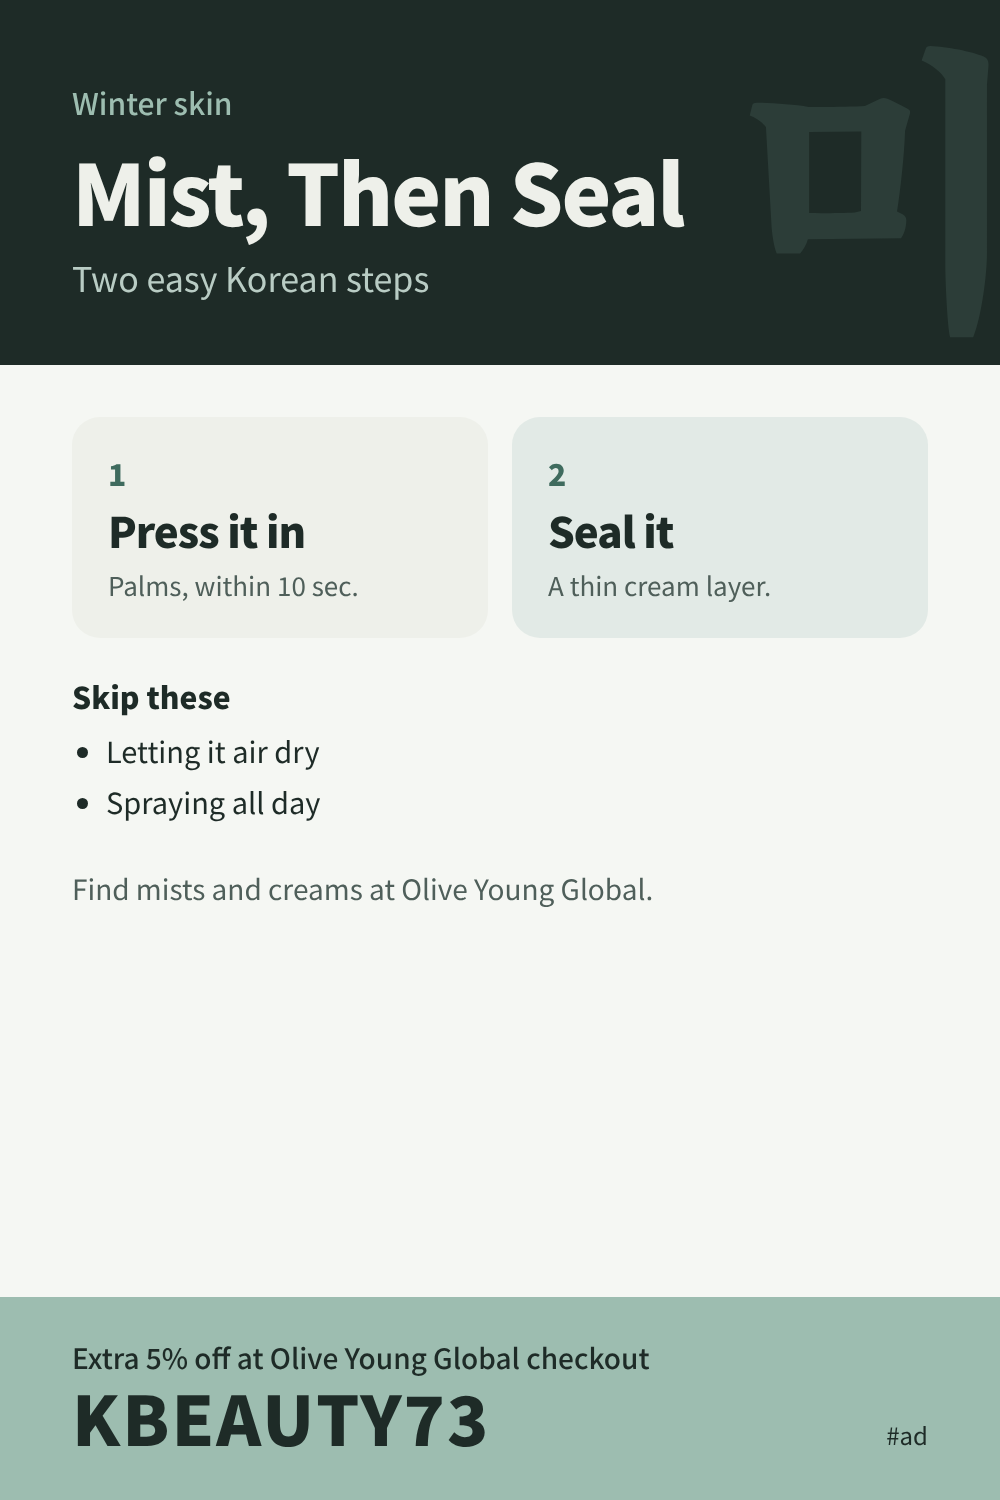 Winter skin
Mist, Then Seal
Two easy Korean steps
미
1
Press it in
Palms, within 10 sec.
2
Seal it
A thin cream layer.
Skip these
• Letting it air dry
• Spraying all day
Find mists and creams at Olive Young Global.
Extra 5% off at Olive Young Global checkout
KBEAUTY73
#ad